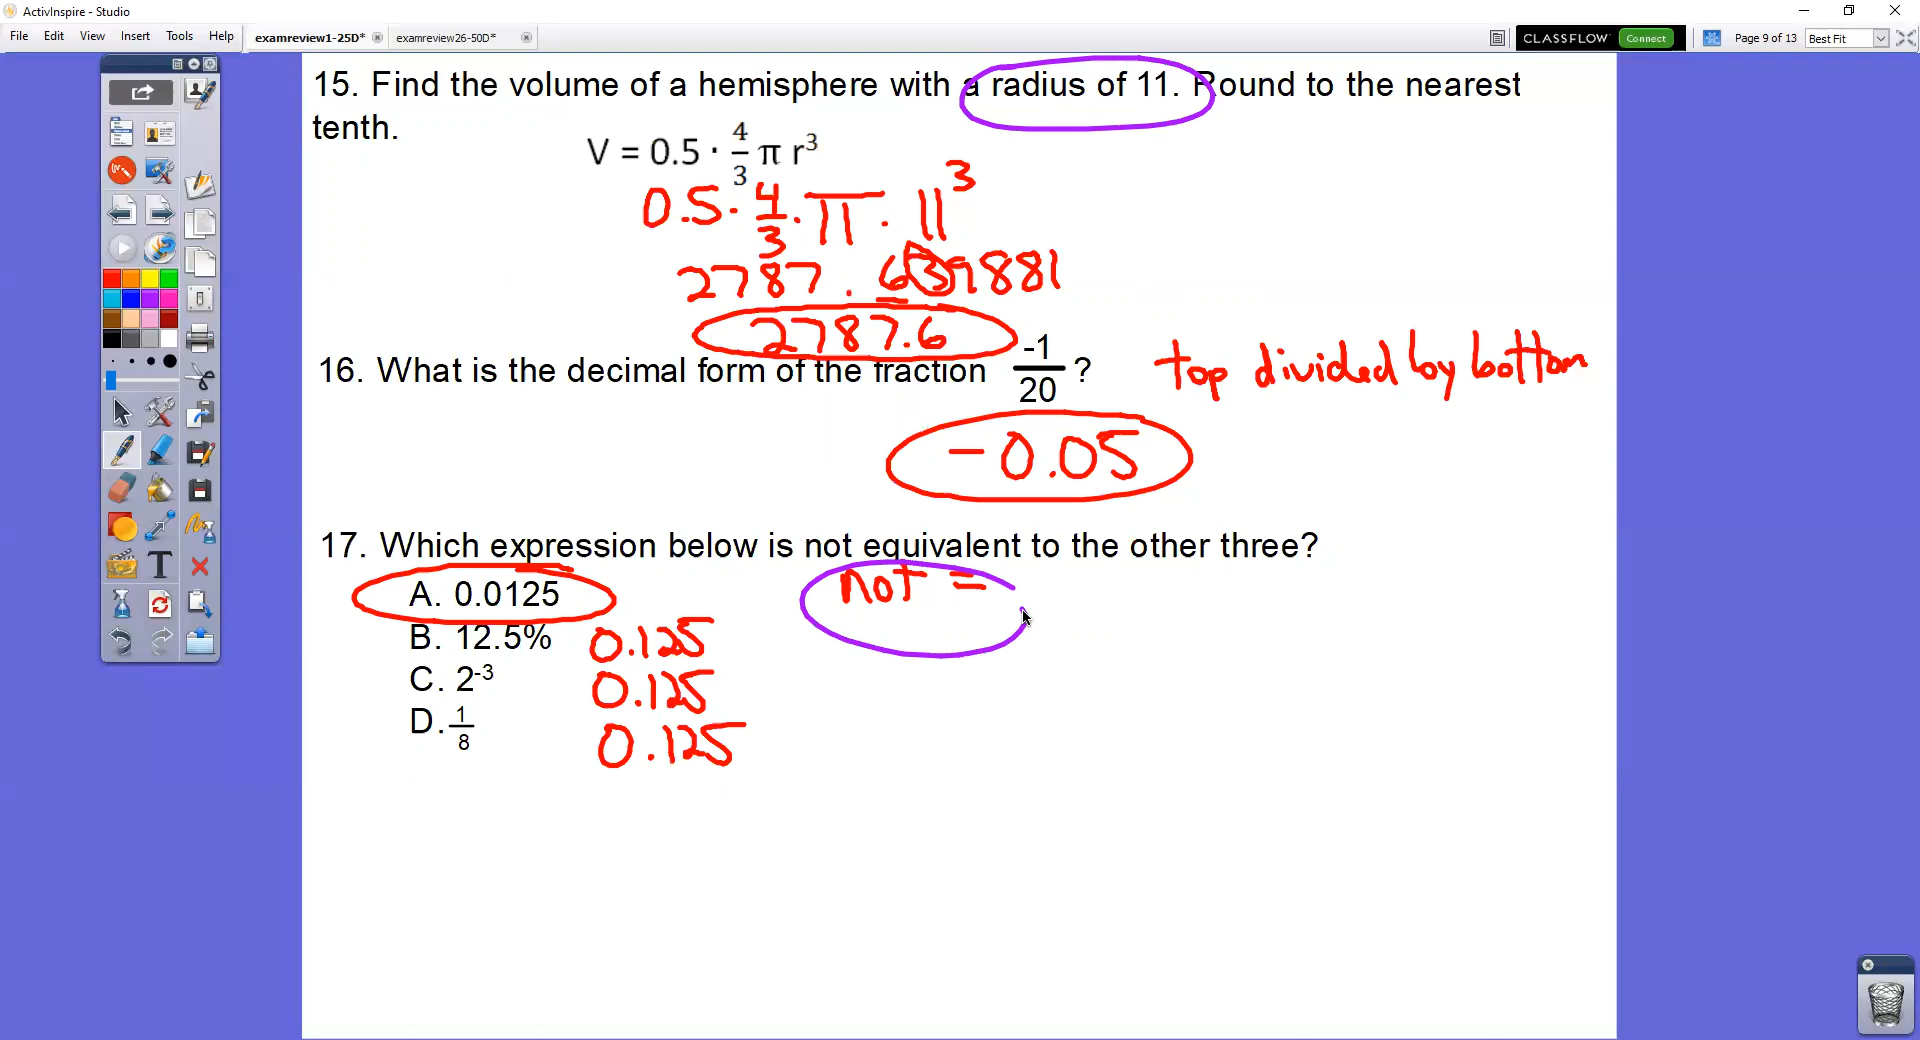 ActivInspire - Studio
File Edit View Insert Tools Help examreview1-25D* examreview26-50D* CLASSFLOW Connect Page 9 of 13 Best Fit
15. Find the volume of a hemisphere with a radius of 11. Round to the nearest
tenth.
V = 0.5 · 4/3 π r³
0.5 · 4/3 · π · 11³
2787.639881
2787.6
16. What is the decimal form of the fraction -1/20 ? top divided by bottom
-0.05
17. Which expression below is not equivalent to the other three?
A. 0.0125 not =
B. 12.5% 0.125
C. 2⁻³ 0.125
D. 1/8 0.125